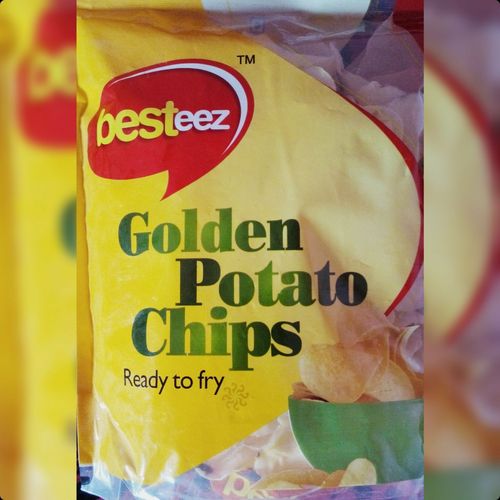 besteez TM
Golden
Potato
Chips
Ready to fry